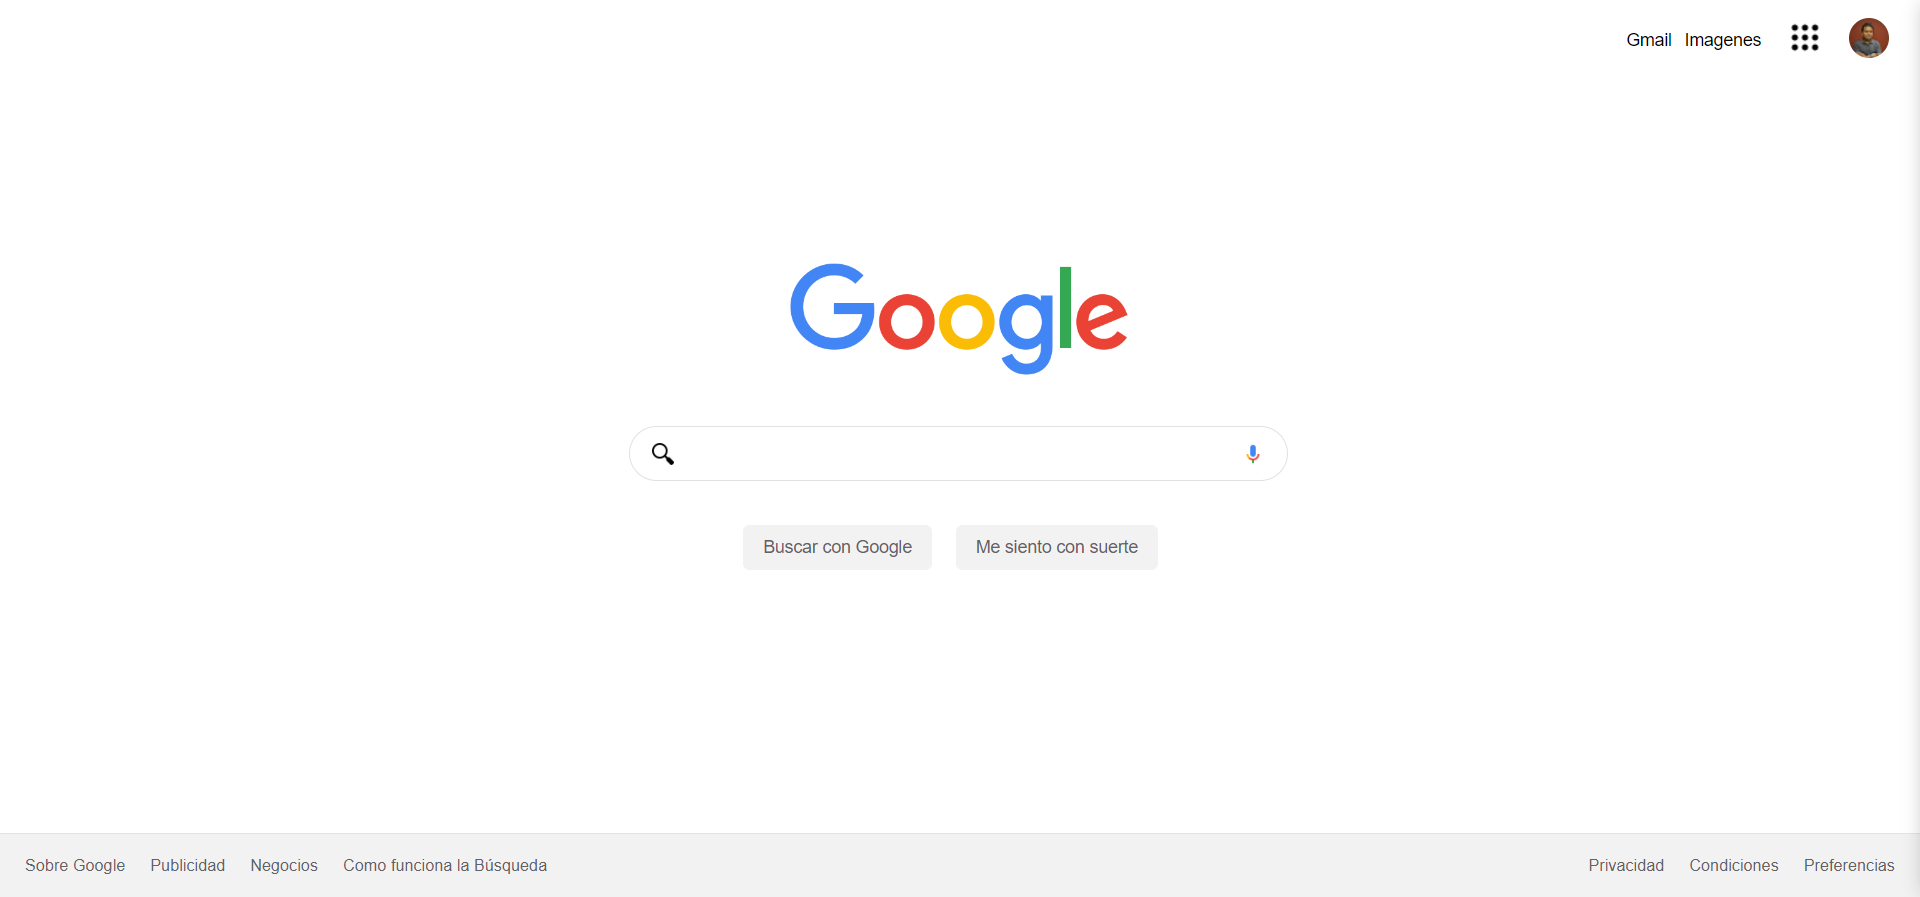 Gmail Imagenes
Google
Buscar con Google Me siento con suerte
Sobre Google Publicidad Negocios Como funciona la Búsqueda Privacidad Condiciones Preferencias